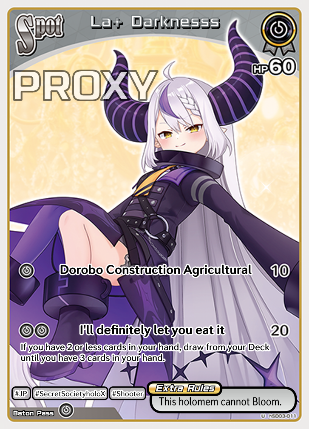 Spot
La+ Darknesss
HP60
PROXY
Dorobo Construction Agricultural 10
I'll definitely let you eat it 20
If you have 2 or less cards in your hand, draw from your Deck
until you have 3 cards in your hand.
#JP #SecretSocietyholoX #Shooter
Extra Rules
This holomem cannot Bloom.
Baton Pass